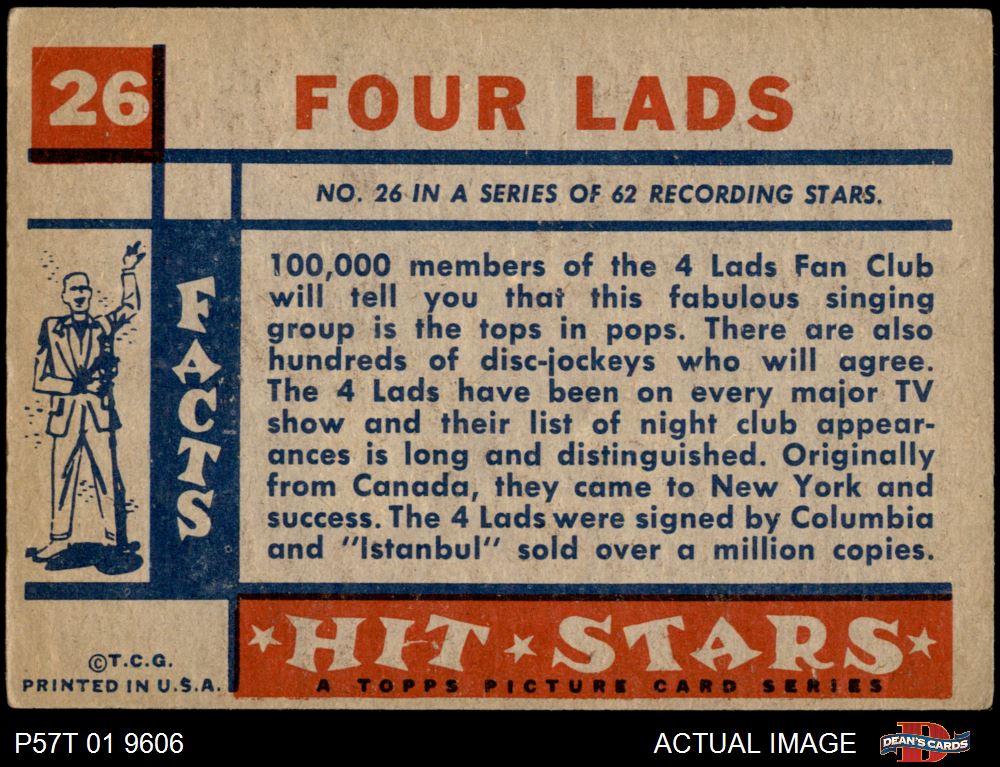 26
FOUR LADS
NO. 26 IN A SERIES OF 62 RECORDING STARS.
FACTS
100,000 members of the 4 Lads Fan Club
will tell you that this fabulous singing
group is the tops in pops. There are also
hundreds of disc-jockeys who will agree.
The 4 Lads have been on every major TV
show and their list of night club appear-
ances is long and distinguished. Originally
from Canada, they came to New York and
success. The 4 Lads were signed by Columbia
and "Istanbul" sold over a million copies.
©T.C.G.
PRINTED IN U.S.A.
HIT STARS
A TOPPS PICTURE CARD SERIES
P57T 01 9606
ACTUAL IMAGE
DEAN'S CARDS